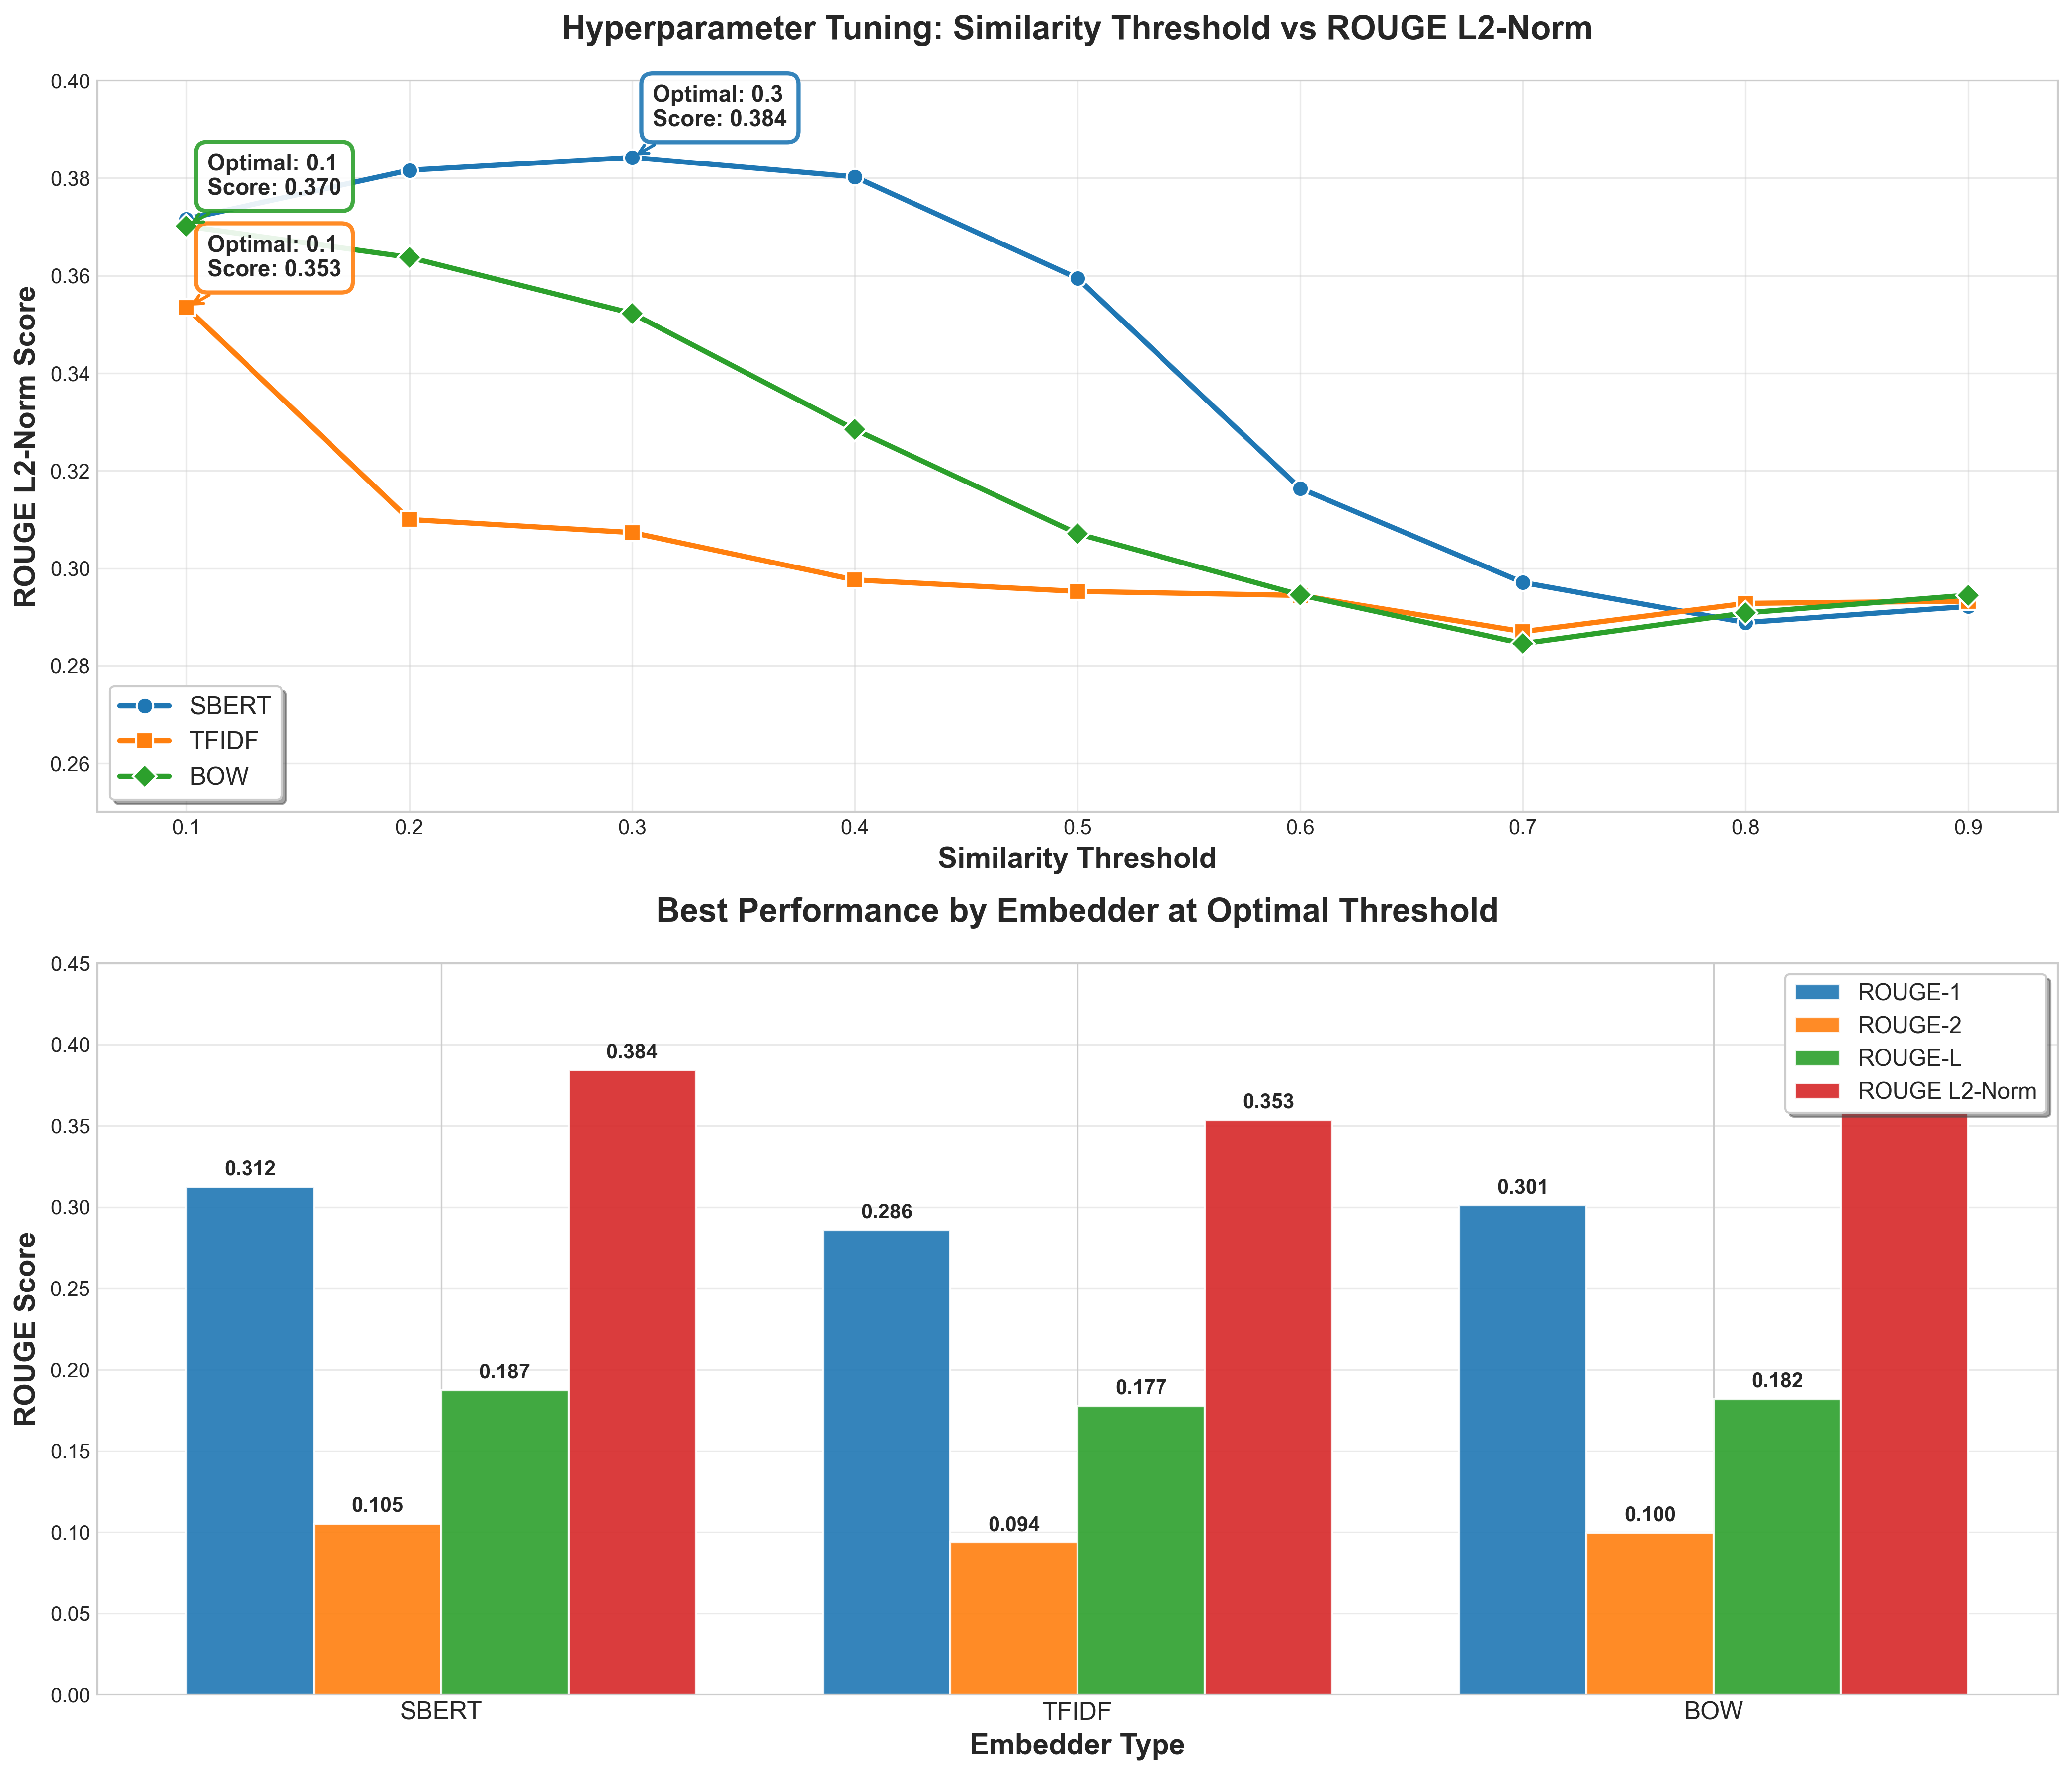 Hyperparameter Tuning: Similarity Threshold vs ROUGE L2-Norm
ROUGE L2-Norm Score
0.40
0.38
0.36
0.34
0.32
0.30
0.28
0.26
Optimal: 0.3
Score: 0.384
Optimal: 0.1
Score: 0.370
Optimal: 0.1
Score: 0.353
SBERT
TFIDF
BOW
0.1 0.2 0.3 0.4 0.5 0.6 0.7 0.8 0.9
Similarity Threshold
Best Performance by Embedder at Optimal Threshold
ROUGE Score
0.45
0.40
0.35
0.30
0.25
0.20
0.15
0.10
0.05
0.00
ROUGE-1
ROUGE-2
ROUGE-L
ROUGE L2-Norm
0.312
0.105
0.187
0.384
0.286
0.094
0.177
0.353
0.301
0.100
0.182
SBERT TFIDF BOW
Embedder Type